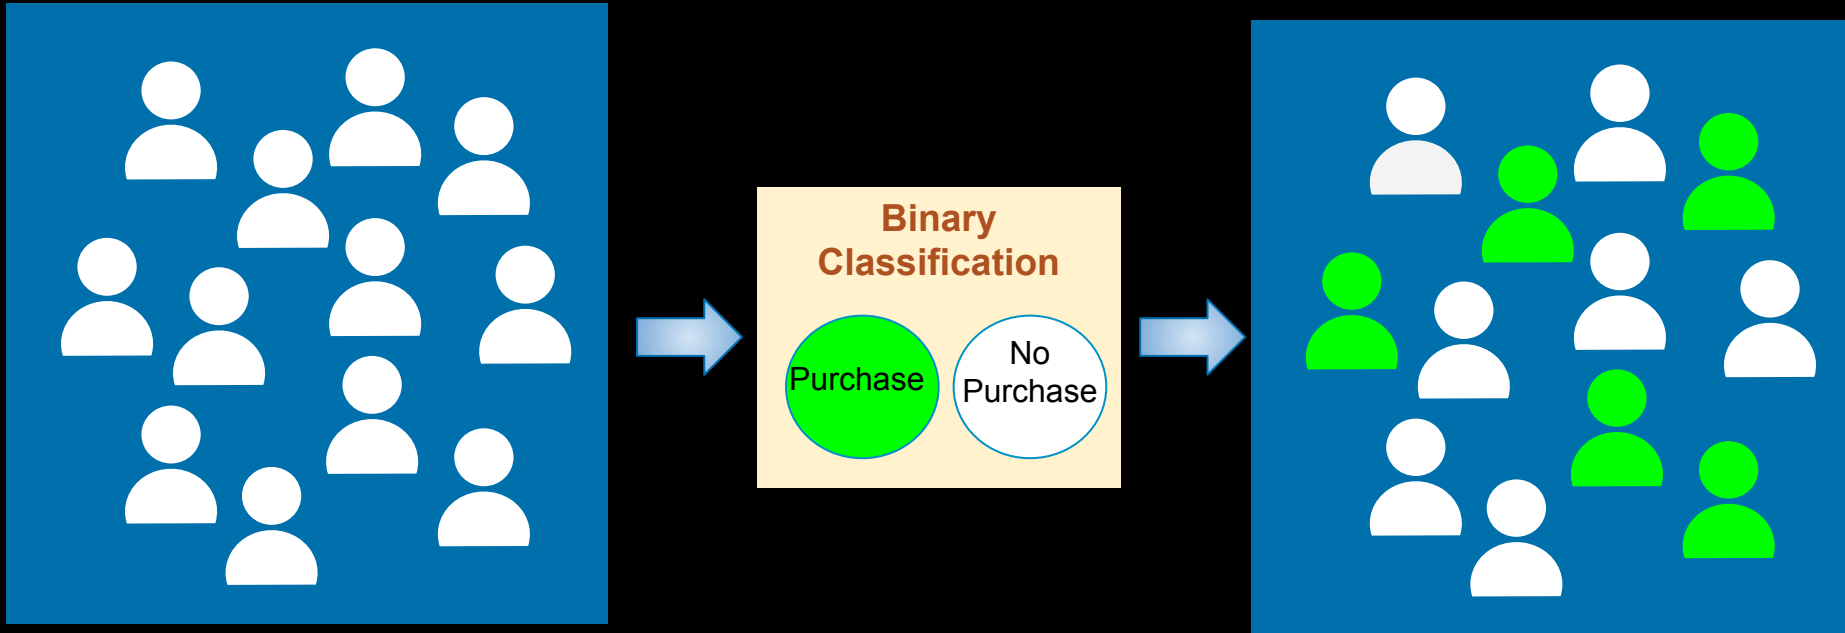 Binary
Classification
Purchase
No
Purchase